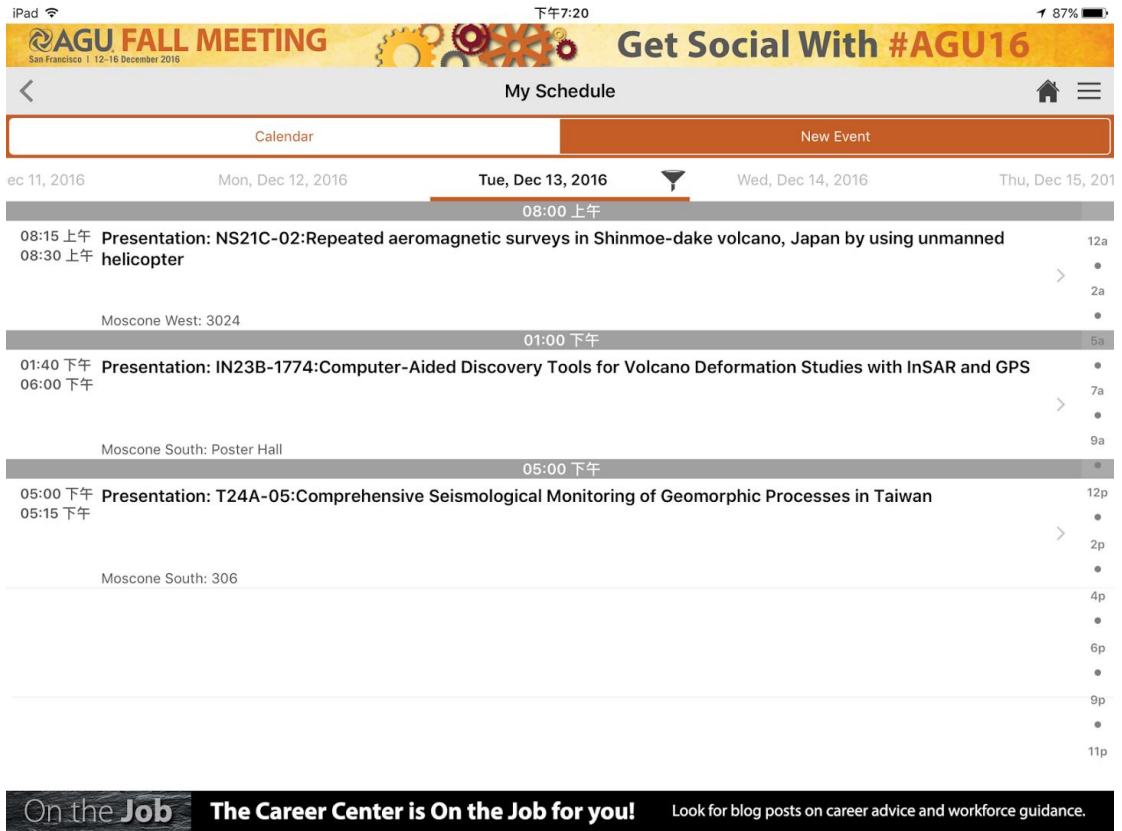 iPad 下午7:20 87%
AGU FALL MEETING Get Social With #AGU16
San Francisco | 12–16 December 2016
My Schedule
Calendar New Event
ec 11, 2016 Mon, Dec 12, 2016 Tue, Dec 13, 2016 Wed, Dec 14, 2016 Thu, Dec 15, 201
08:00 上午
08:15 上午 Presentation: NS21C-02:Repeated aeromagnetic surveys in Shinmoe-dake volcano, Japan by using unmanned
08:30 上午 helicopter
Moscone West: 3024
01:00 下午
01:40 下午 Presentation: IN23B-1774:Computer-Aided Discovery Tools for Volcano Deformation Studies with InSAR and GPS
06:00 下午
Moscone South: Poster Hall
05:00 下午
05:00 下午 Presentation: T24A-05:Comprehensive Seismological Monitoring of Geomorphic Processes in Taiwan
05:15 下午
Moscone South: 306
12a
2a
5a
7a
9a
12p
2p
4p
6p
9p
11p
On the Job The Career Center is On the Job for you! Look for blog posts on career advice and workforce guidance.